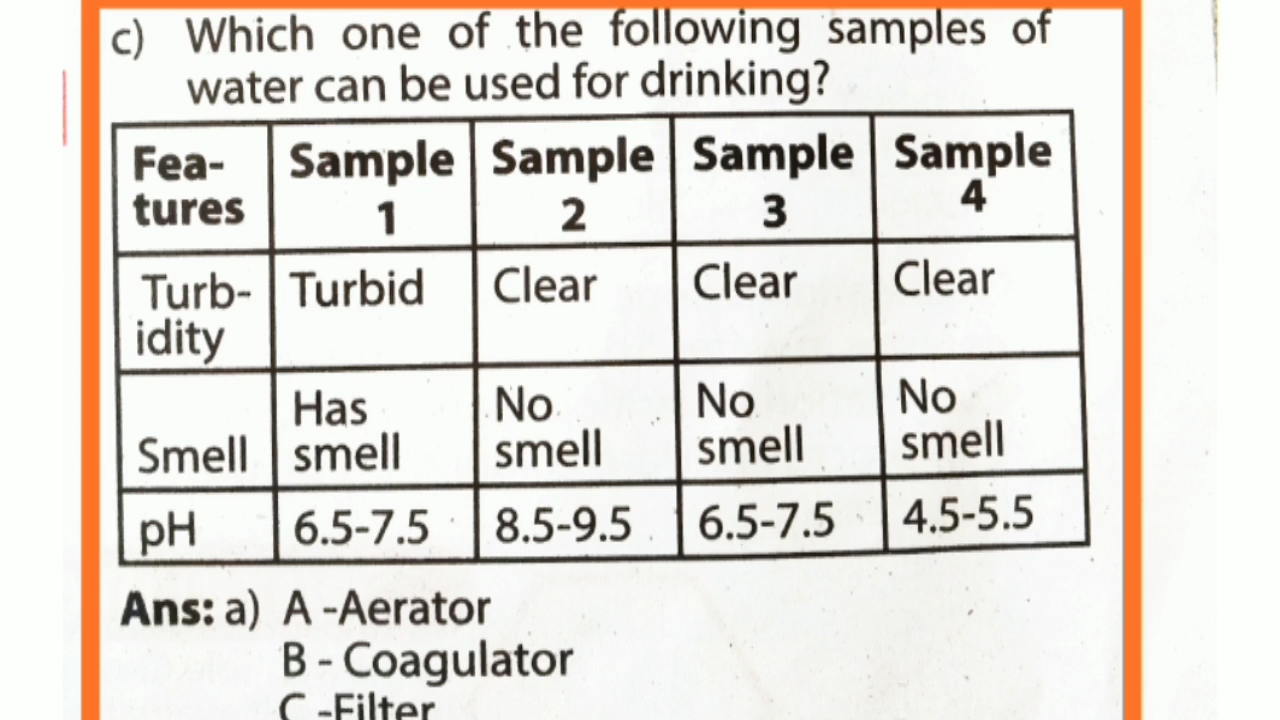 c) Which one of the following samples of
water can be used for drinking?
Fea-
tures
Sample
1
Sample
2
Sample
3
Sample
4
Turb-
idity
Turbid
Clear
Clear
Clear
Smell
Has
smell
No
smell
No
smell
No
smell
pH
6.5-7.5
8.5-9.5
6.5-7.5
4.5-5.5
Ans: a) A -Aerator
B - Coagulator
C -Filter